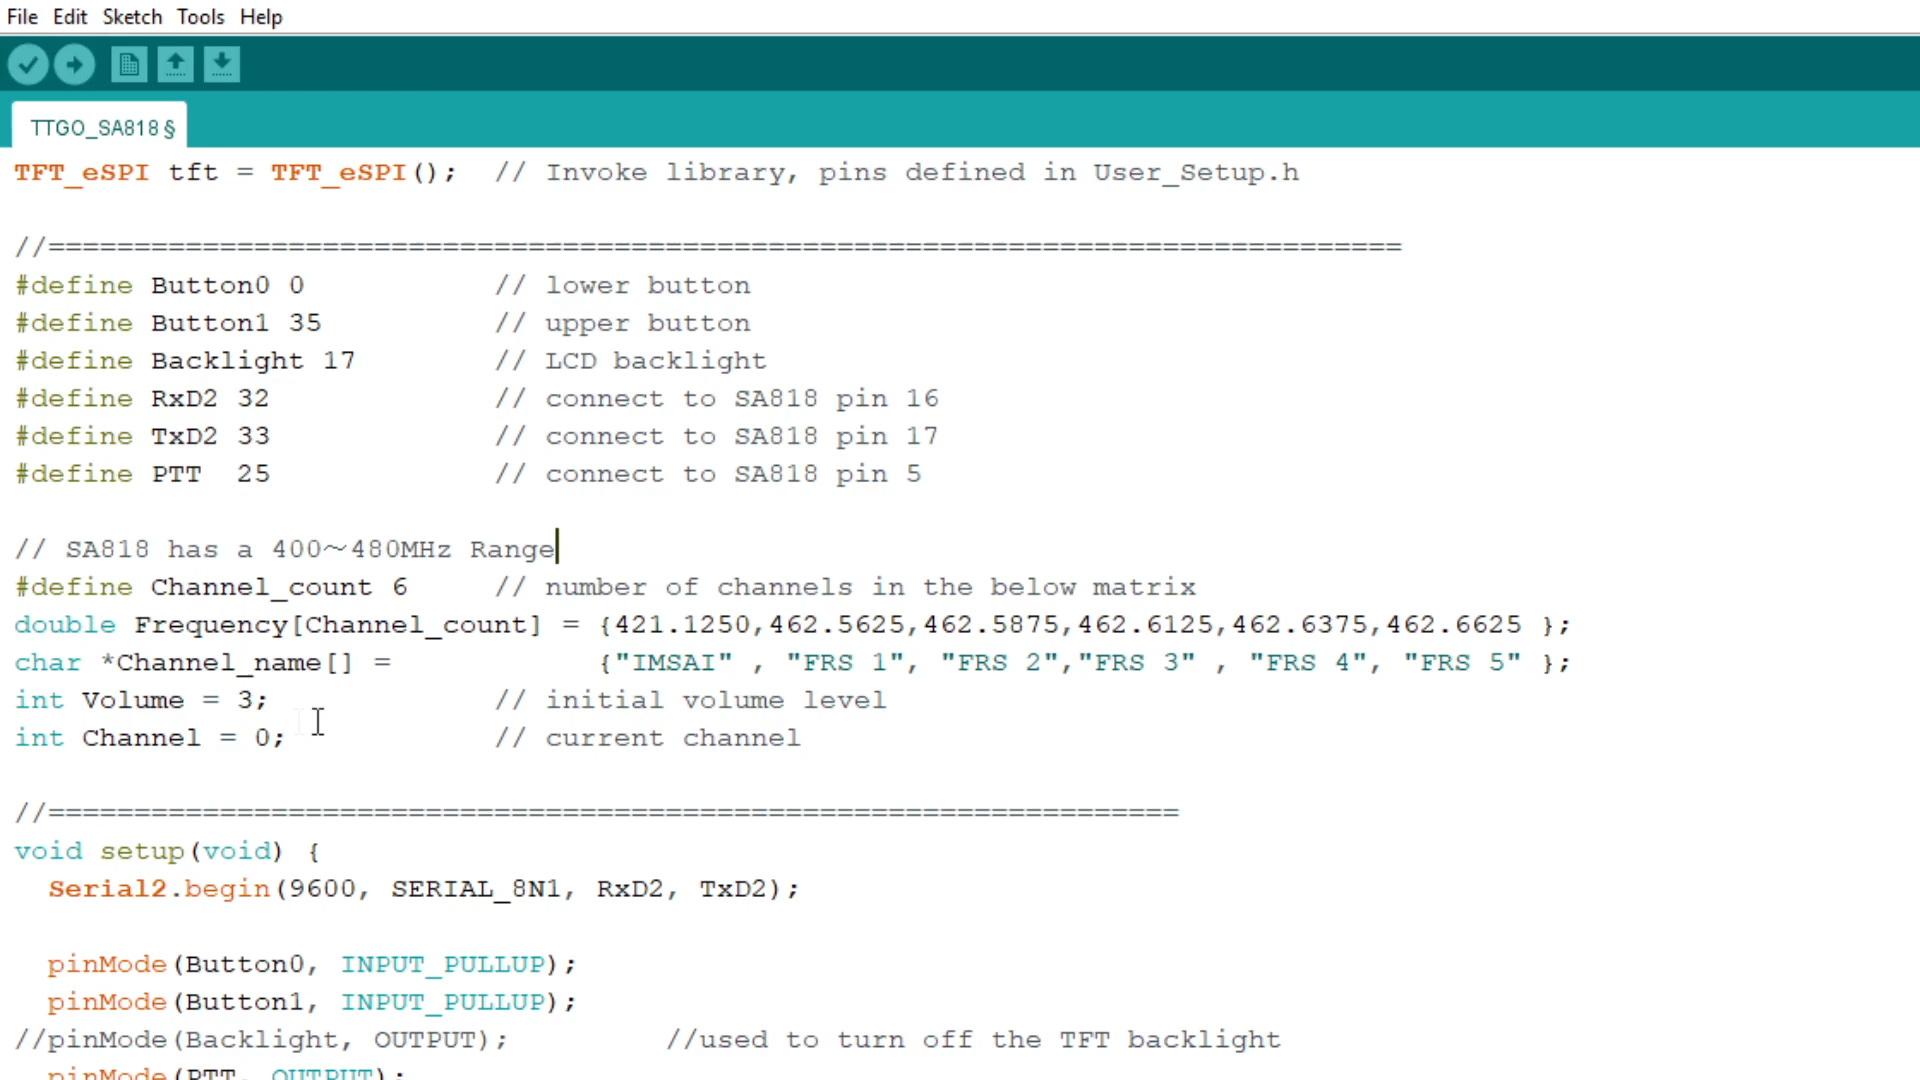 File Edit Sketch Tools Help
TTGO_SA818 §
TFT_eSPI tft = TFT_eSPI();  // Invoke library, pins defined in User_Setup.h
//===============================================================================
#define Button0 0           // lower button
#define Button1 35          // upper button
#define Backlight 17        // LCD backlight
#define RxD2 32             // connect to SA818 pin 16
#define TxD2 33             // connect to SA818 pin 17
#define PTT  25             // connect to SA818 pin 5
// SA818 has a 400~480MHz Range
#define Channel_count 6     // number of channels in the below matrix
double Frequency[Channel_count] = {421.1250,462.5625,462.5875,462.6125,462.6375,462.6625 };
char *Channel_name[] =            {"IMSAI" , "FRS 1", "FRS 2","FRS 3" , "FRS 4", "FRS 5" };
int Volume = 3;             // initial volume level
int Channel = 0;            // current channel
//==================================================================
void setup(void) {
  Serial2.begin(9600, SERIAL_8N1, RxD2, TxD2);
  pinMode(Button0, INPUT_PULLUP);
  pinMode(Button1, INPUT_PULLUP);
//pinMode(Backlight, OUTPUT);         //used to turn off the TFT backlight
  pinMode(PTT, OUTPUT);